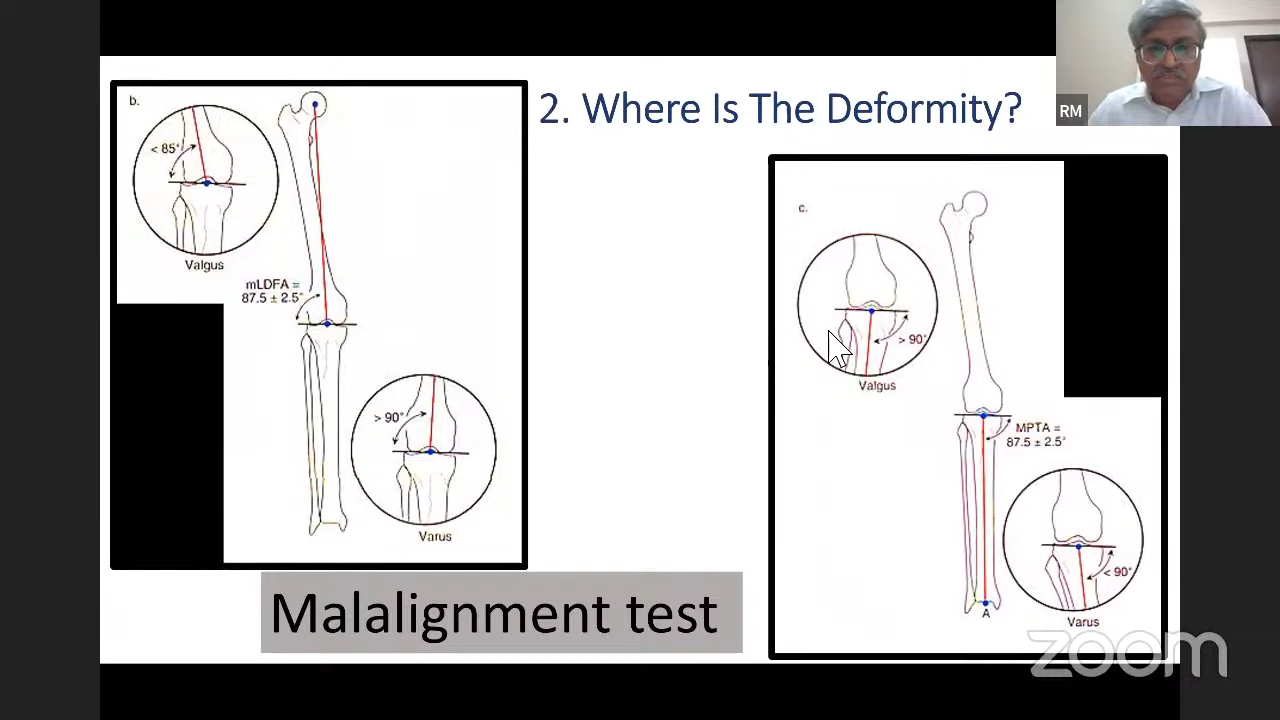 2. Where Is The Deformity?
RM
b.
< 85°
Valgus
mLDFA =
87.5 ± 2.5°
> 90°
Varus
c.
> 90°
Valgus
MPTA =
87.5 ± 2.5°
< 90°
A
Varus
Malalignment test
zoom